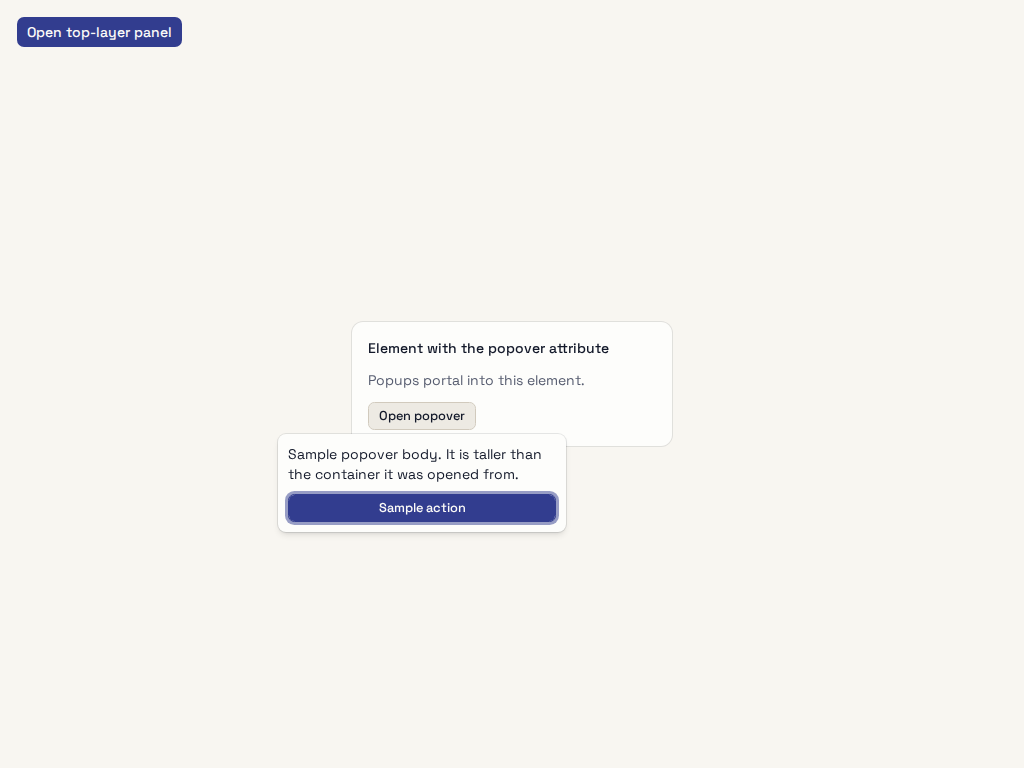 Open top-layer panel
Element with the popover attribute
Popups portal into this element.
Open popover
Sample popover body. It is taller than
the container it was opened from.
Sample action